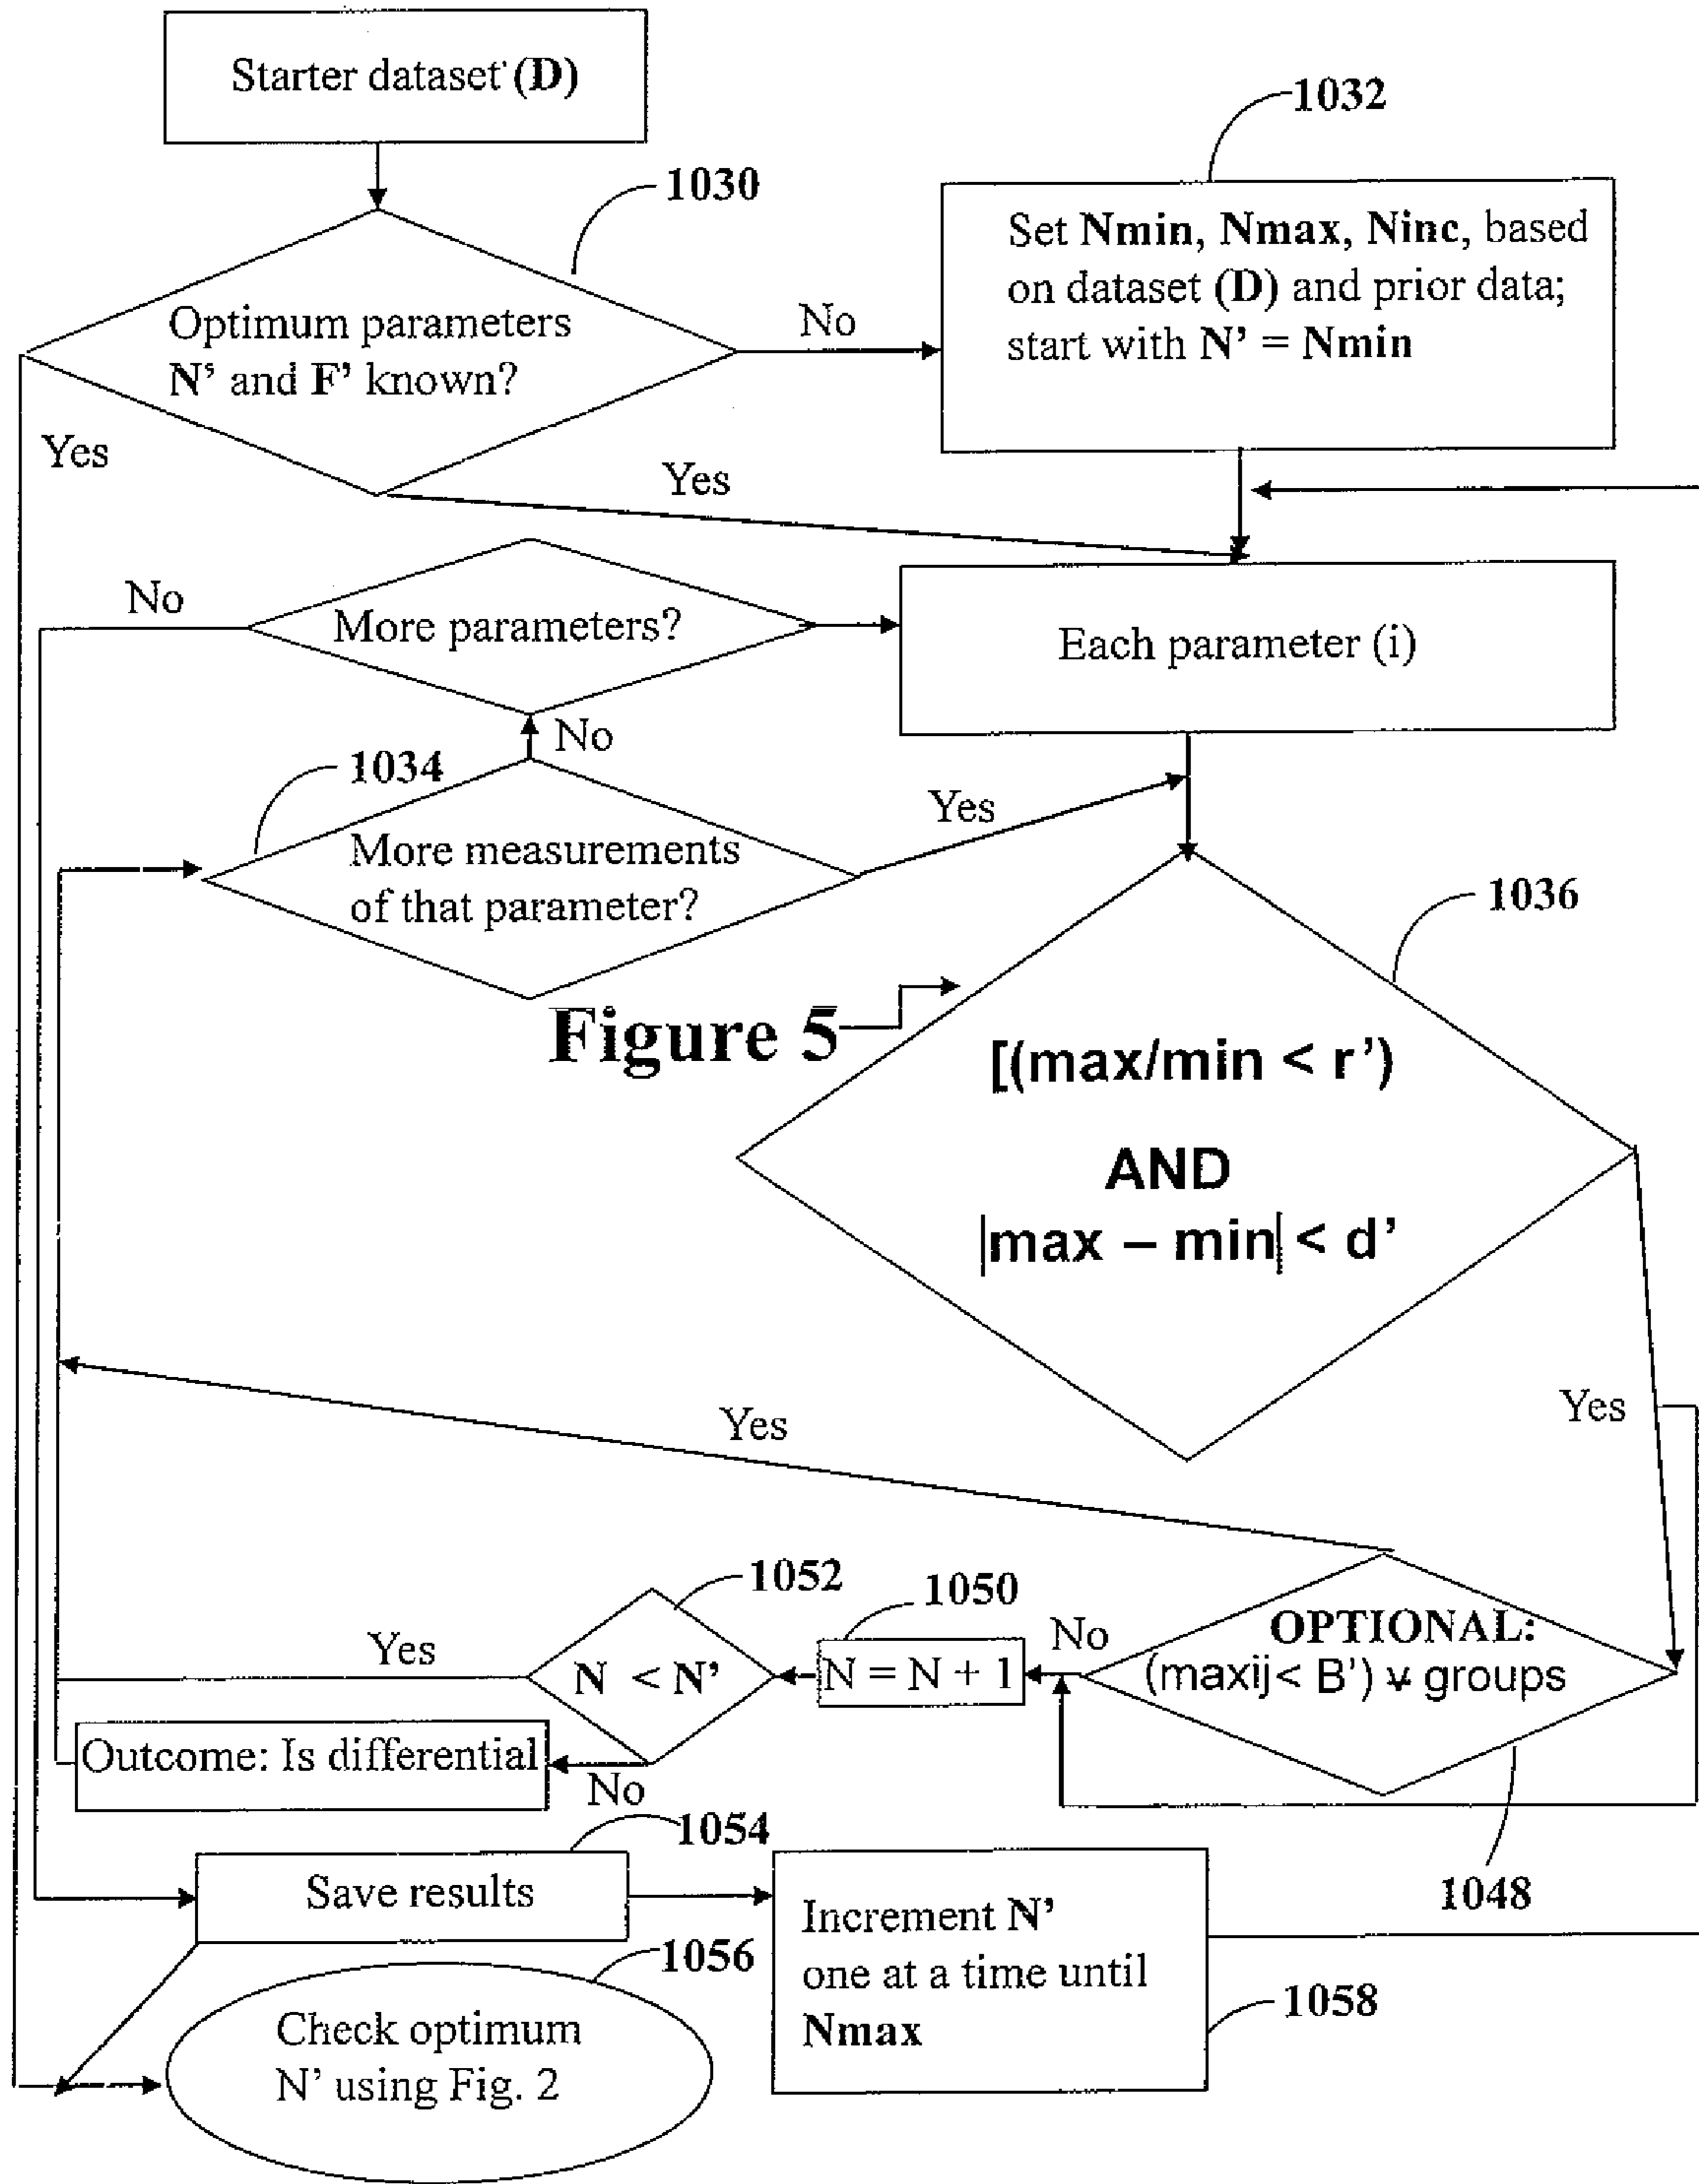 Starter dataset (D)
1032
1030
Set Nmin, Nmax, Ninc, based
on dataset (D) and prior data;
start with N' = Nmin
Optimum parameters
N' and F' known?
No
Yes
Yes
No
More parameters?
Each parameter (i)
No
1034
Yes
More measurements
of that parameter?
1036
Figure 5
[(max/min < r')
AND
|max – min| < d'
Yes
Yes
1052
1050
OPTIONAL:
(maxij< B') ∀ groups
No
N = N + 1
N < N'
Yes
Outcome: Is differential
No
1054
Save results
1048
Increment N'
one at a time until
Nmax
1056
1058
Check optimum
N' using Fig. 2